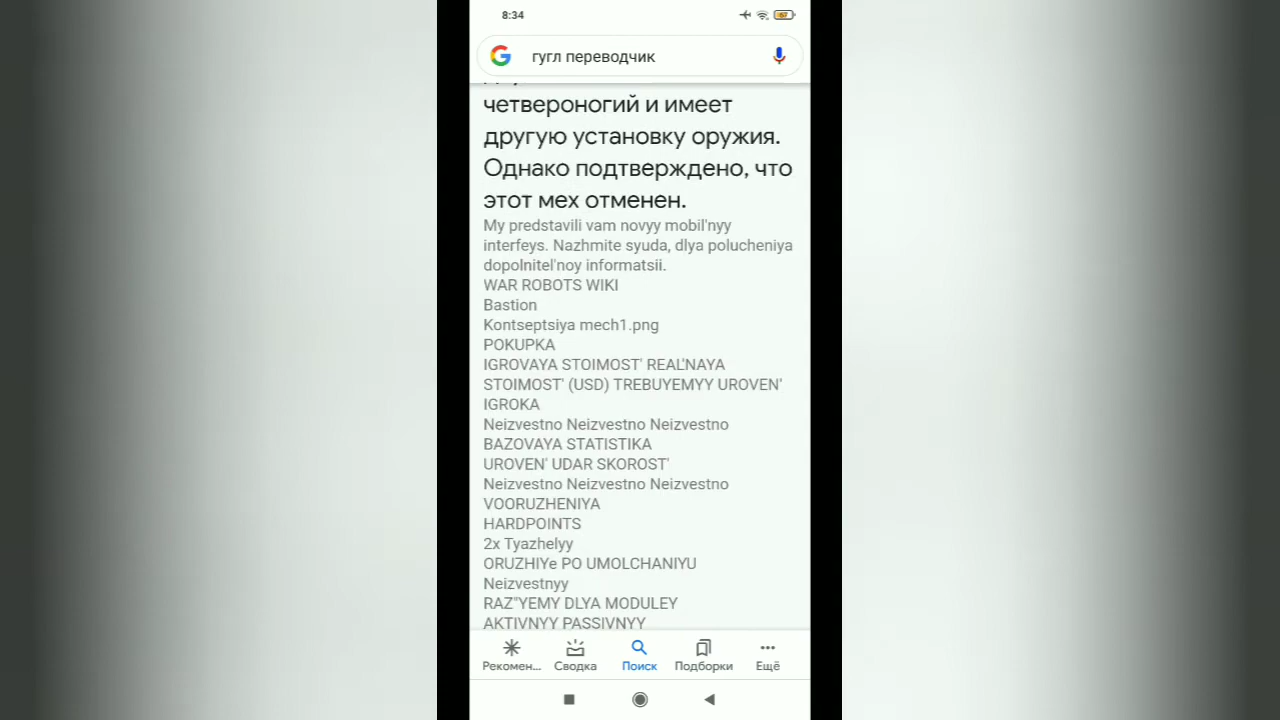 8:34
67
гугл переводчик
четвероногий и имеет
другую установку оружия.
Однако подтверждено, что
этот мех отменен.
My predstavili vam novyy mobil'nyy
interfeys. Nazhmite syuda, dlya polucheniya
dopolnitel'noy informatsii.
WAR ROBOTS WIKI
Bastion
Kontseptsiya mech1.png
POKUPKA
IGROVAYA STOIMOST' REAL'NAYA
STOIMOST' (USD) TREBUYEMYY UROVEN'
IGROKA
Neizvestno Neizvestno Neizvestno
BAZOVAYA STATISTIKA
UROVEN' UDAR SKOROST'
Neizvestno Neizvestno Neizvestno
VOORUZHENIYA
HARDPOINTS
2x Tyazhelyy
ORUZHIYe PO UMOLCHANIYU
Neizvestnyy
RAZ"YEMY DLYA MODULEY
AKTIVNYY PASSIVNYY
Рекомен... Сводка Поиск Подборки Ещё